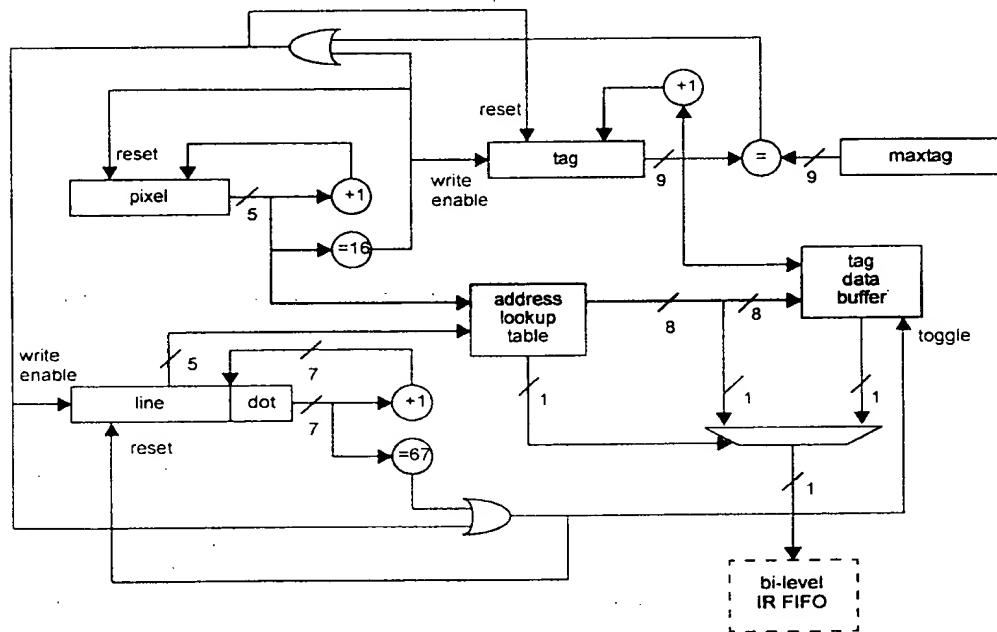 +1
reset
tag
=
maxtag
9
9
write
enable
reset
pixel
5
+1
=16
address
lookup
table
8
8
tag
data
buffer
toggle
write
enable
5
7
line
dot
7
+1
1
1
1
reset
=67
1
bi-level
IR FIFO